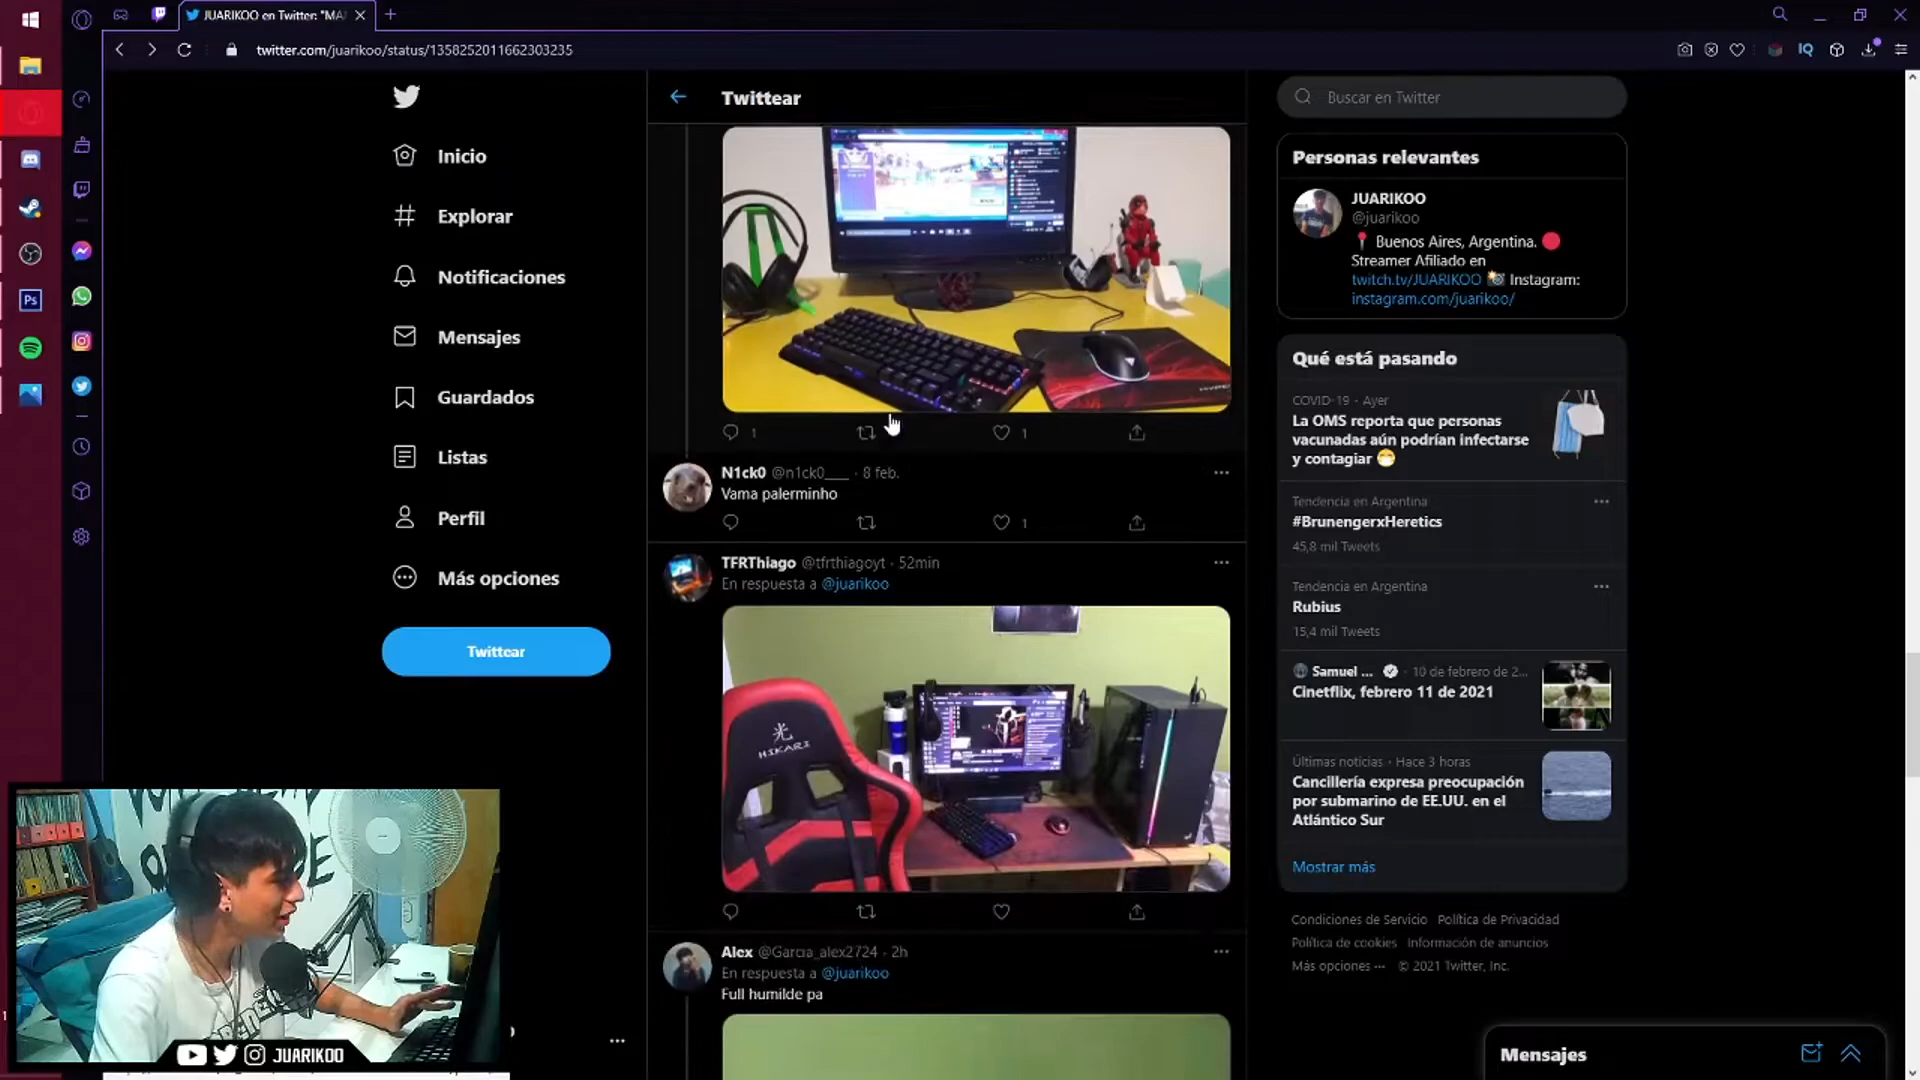 JUARIKOO en Twitter: "MA
twitter.com/juarikoo/status/1358252011662303235
IQ
Ps
Inicio
Explorar
Notificaciones
Mensajes
Guardados
Listas
Perfil
Más opciones
Twittear
Twittear
1
1
N1ck0 @n1ck0___ · 8 feb.
Vama palerminho
1
TFRThiago @tfrthiagoyt · 52min
En respuesta a @juarikoo
HIKARI
Alex @Garcia_alex2724 · 2h
En respuesta a @juarikoo
Full humilde pa
Buscar en Twitter
Personas relevantes
JUARIKOO
@juarikoo
Buenos Aires, Argentina.
Streamer Afiliado en
twitch.tv/JUARIKOO Instagram:
instagram.com/juarikoo/
Qué está pasando
COVID-19 · Ayer
La OMS reporta que personas
vacunadas aún podrían infectarse
y contagiar
Tendencia en Argentina
#BrunengerxHeretics
45,8 mil Tweets
Tendencia en Argentina
Rubius
15,4 mil Tweets
Samuel ... · 10 de febrero de 2...
Cinetflix, febrero 11 de 2021
Últimas noticias · Hace 3 horas
Cancillería expresa preocupación
por submarino de EE.UU. en el
Atlántico Sur
Mostrar más
Condiciones de Servicio Política de Privacidad
Política de cookies Información de anuncios
Más opciones ··· © 2021 Twitter, Inc.
Mensajes
JUARIKOO